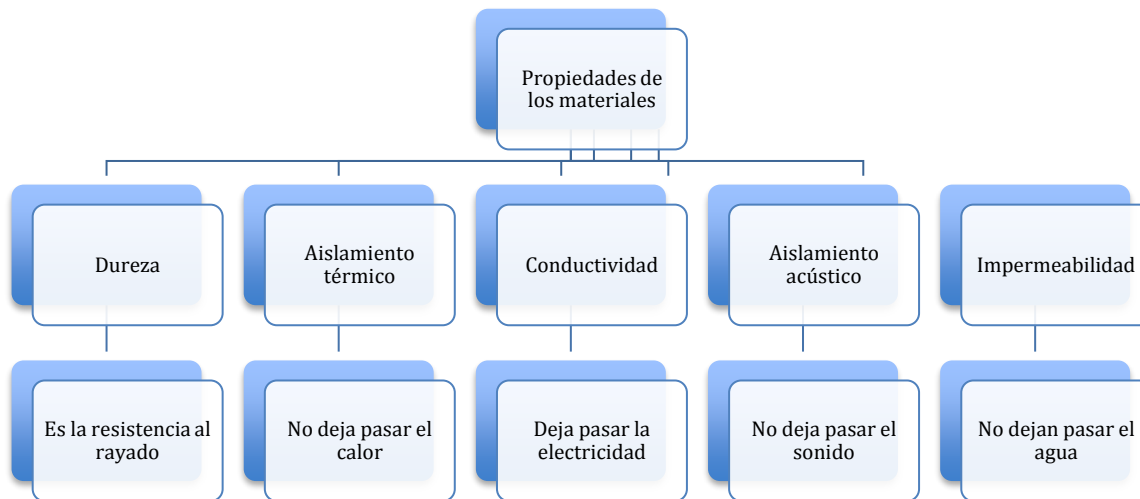 Propiedades de
los materiales
Dureza
Aislamiento
térmico
Conductividad
Aislamiento
acústico
Impermeabilidad
Es la resistencia al
rayado
No deja pasar el
calor
Deja pasar la
electricidad
No deja pasar el
sonido
No dejan pasar el
agua